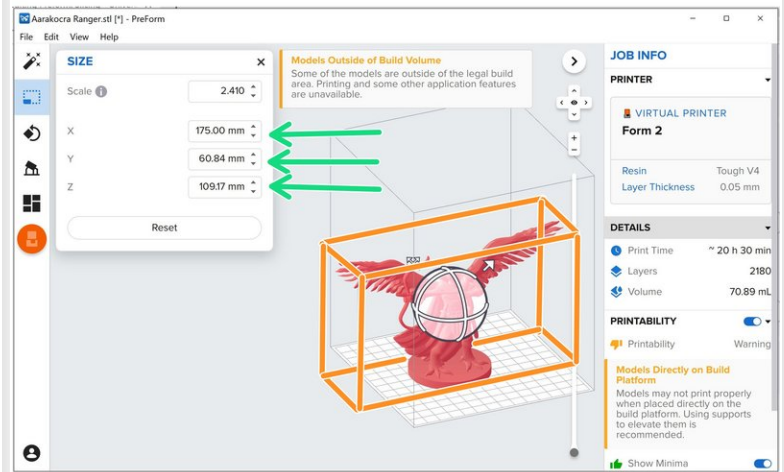 Aarakocra Ranger.stl [*] - PreForm
File Edit View Help
SIZE
Scale
2.410
X
175.00 mm
Y
60.84 mm
Z
109.17 mm
Reset
Models Outside of Build Volume
Some of the models are outside of the legal build
area. Printing and some other application features
are unavailable.
JOB INFO
PRINTER
VIRTUAL PRINTER
Form 2
Resin
Tough V4
Layer Thickness
0.05 mm
DETAILS
Print Time
~ 20 h 30 min
Layers
2180
Volume
70.89 mL
PRINTABILITY
Printability
Warning
Models Directly on Build
Platform
Models may not print properly
when placed directly on the
build platform. Using supports
to elevate them is
recommended.
Show Minima